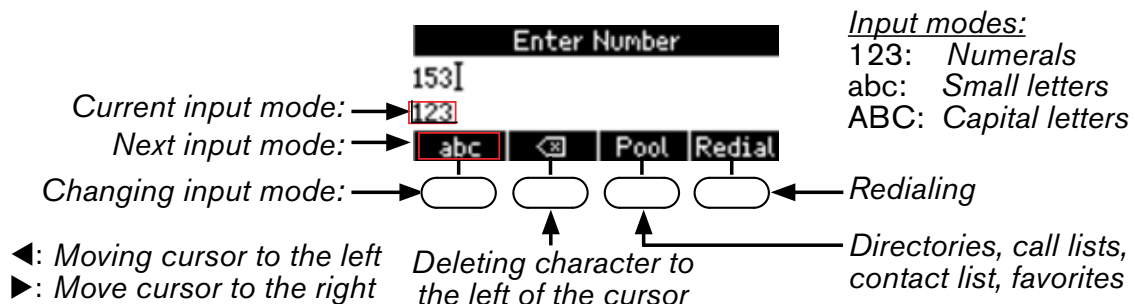 Enter Number
153
123
abc Pool Redial
Current input mode:
Next input mode:
Changing input mode:
Input modes:
123: Numerals
abc: Small letters
ABC: Capital letters
Redialing
Directories, call lists,
contact list, favorites
Deleting character to
the left of the cursor
◄: Moving cursor to the left
►: Move cursor to the right